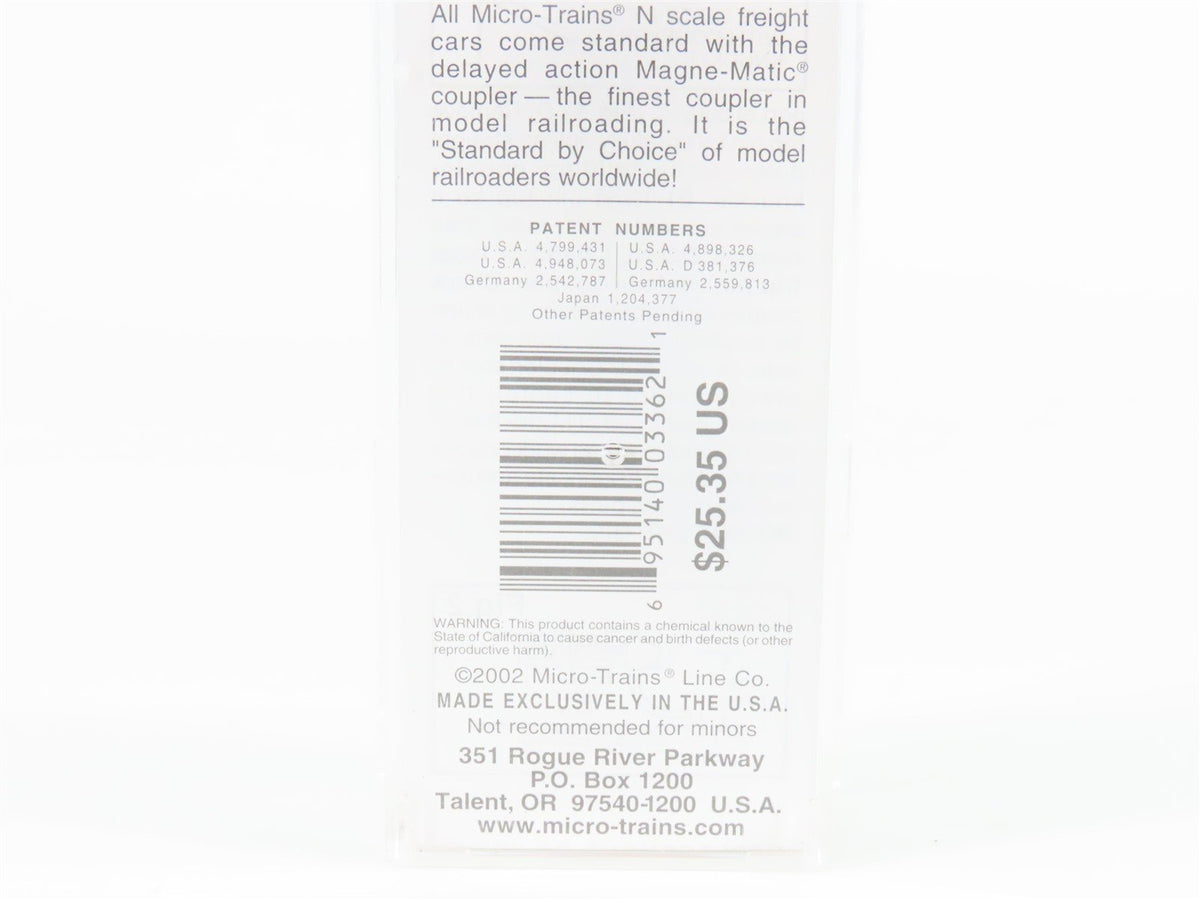 All Micro-Trains® N scale freight
cars come standard with the
delayed action Magne-Matic®
coupler — the finest coupler in
model railroading. It is the
"Standard by Choice" of model
railroaders worldwide!
PATENT NUMBERS
U.S.A. 4,799,431 | U.S.A. 4,898,326
U.S.A. 4,948,073 | U.S.A. D 381,376
Germany 2,542,787 | Germany 2,559,813
Japan 1,204,377
Other Patents Pending
6 95140 03362 1
$25.35 US
WARNING: This product contains a chemical known to the
State of California to cause cancer and birth defects (or other
reproductive harm).
©2002 Micro-Trains® Line Co.
MADE EXCLUSIVELY IN THE U.S.A.
Not recommended for minors
351 Rogue River Parkway
P.O. Box 1200
Talent, OR 97540-1200 U.S.A.
www.micro-trains.com